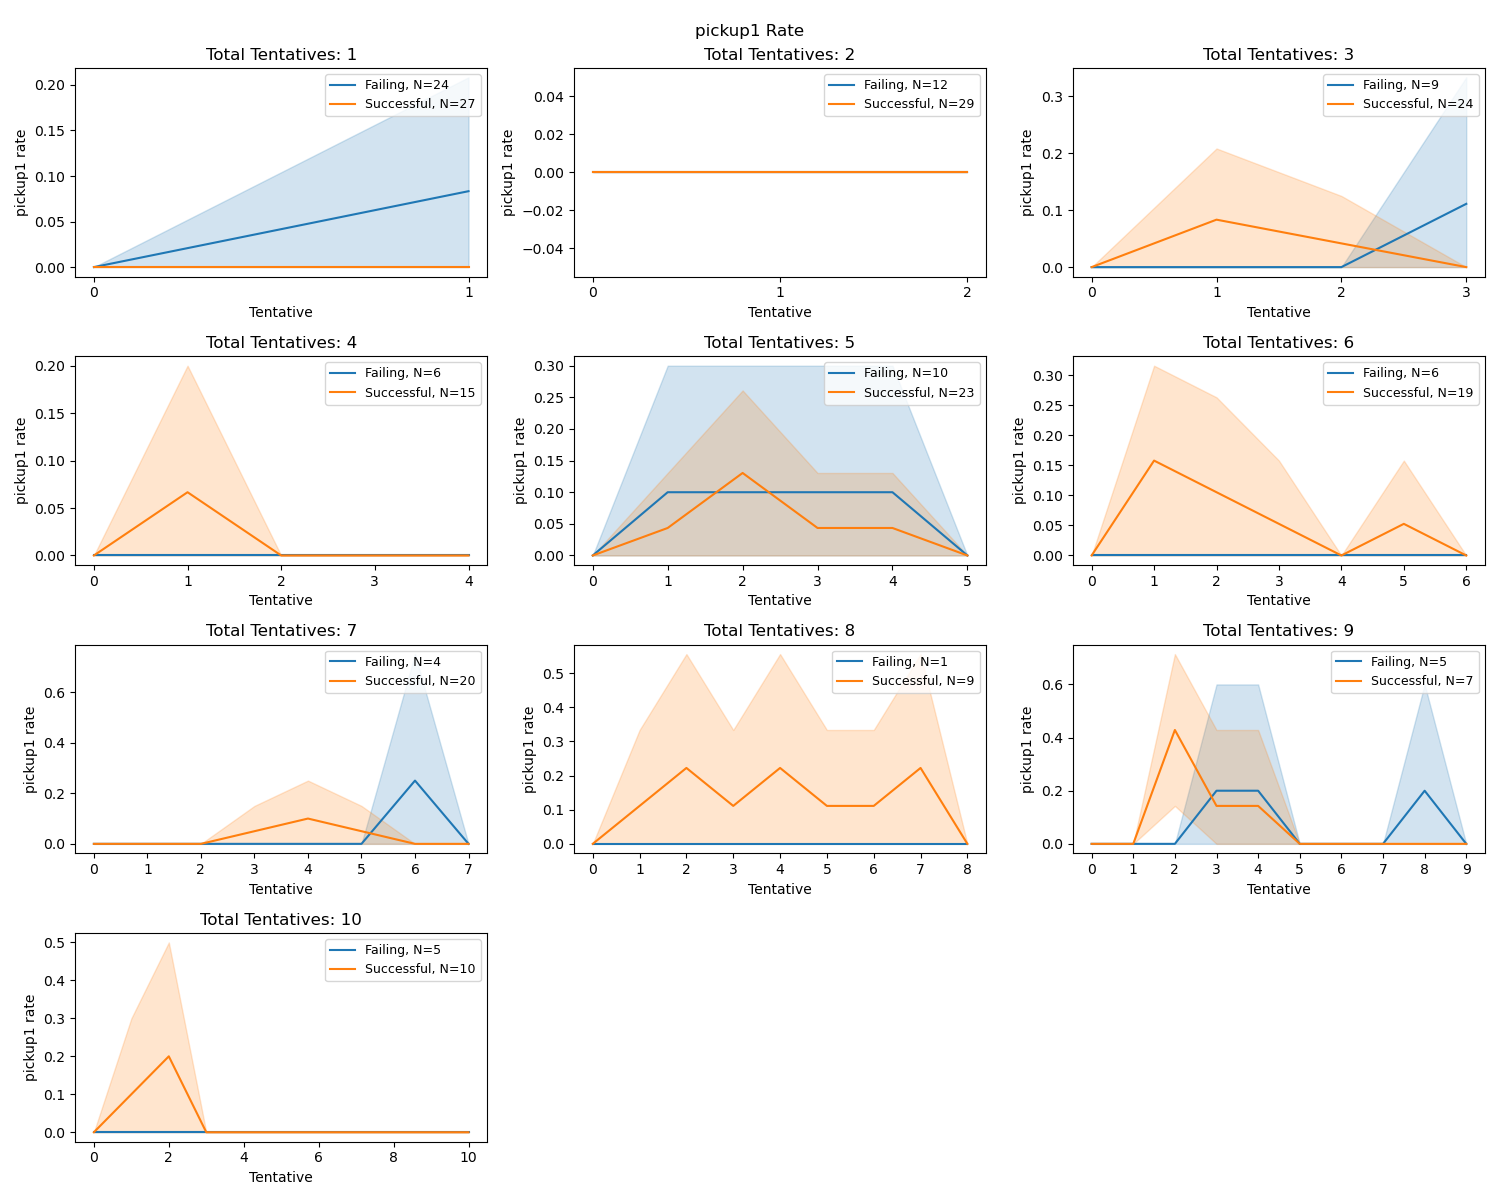 pickup1 Rate
Total Tentatives: 1
0.20
0.15
0.10
0.05
0.00
pickup1 rate
Failing, N=24
Successful, N=27
0 1
Tentative
Total Tentatives: 2
0.04
0.02
0.00
−0.02
−0.04
pickup1 rate
Failing, N=12
Successful, N=29
0 1 2
Tentative
Total Tentatives: 3
0.3
0.2
0.1
0.0
pickup1 rate
Failing, N=9
Successful, N=24
0 1 2 3
Tentative
Total Tentatives: 4
0.20
0.15
0.10
0.05
0.00
pickup1 rate
Failing, N=6
Successful, N=15
0 1 2 3 4
Tentative
Total Tentatives: 5
0.30
0.25
0.20
0.15
0.10
0.05
0.00
pickup1 rate
Failing, N=10
Successful, N=23
0 1 2 3 4 5
Tentative
Total Tentatives: 6
0.30
0.25
0.20
0.15
0.10
0.05
0.00
pickup1 rate
Failing, N=6
Successful, N=19
0 1 2 3 4 5 6
Tentative
Total Tentatives: 7
0.6
0.4
0.2
0.0
pickup1 rate
Failing, N=4
Successful, N=20
0 1 2 3 4 5 6 7
Tentative
Total Tentatives: 8
0.5
0.4
0.3
0.2
0.1
0.0
pickup1 rate
Failing, N=1
Successful, N=9
0 1 2 3 4 5 6 7 8
Tentative
Total Tentatives: 9
0.6
0.4
0.2
0.0
pickup1 rate
Failing, N=5
Successful, N=7
0 1 2 3 4 5 6 7 8 9
Tentative
Total Tentatives: 10
0.5
0.4
0.3
0.2
0.1
0.0
pickup1 rate
Failing, N=5
Successful, N=10
0 2 4 6 8 10
Tentative